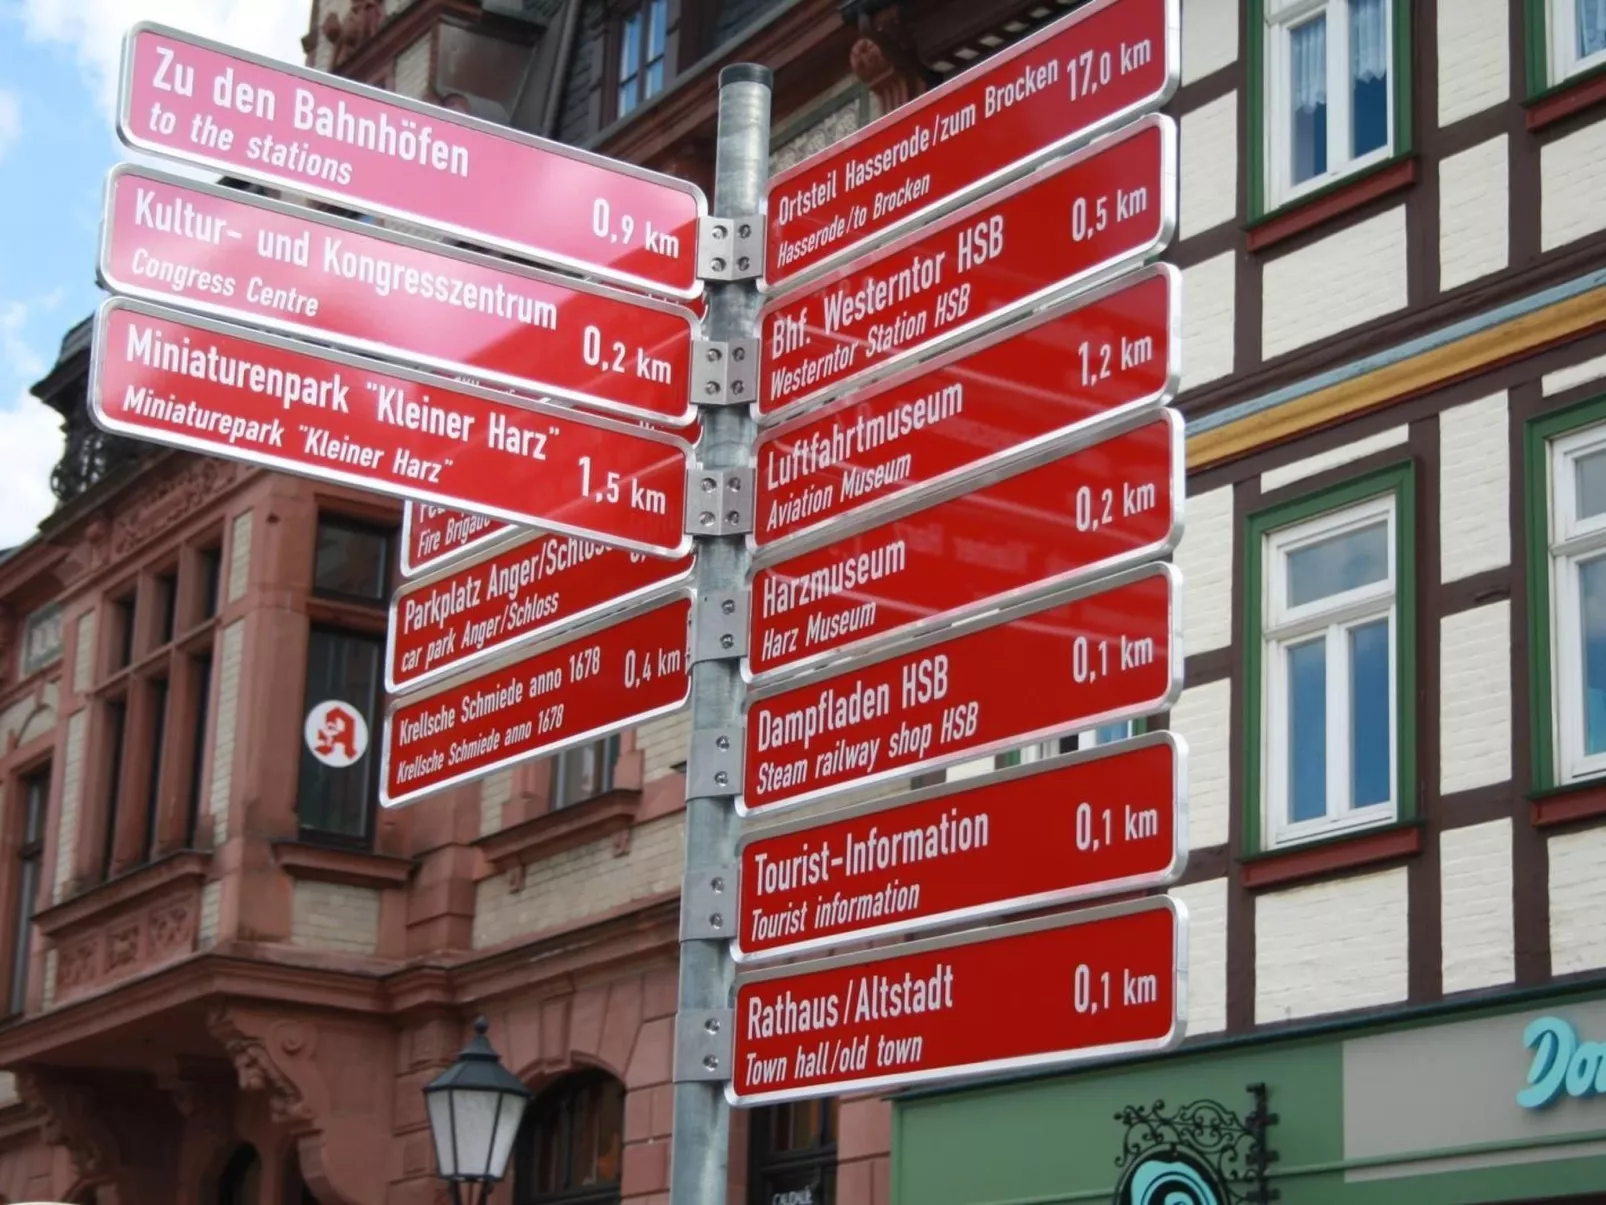 Zu den Bahnhöfen
to the stations
0,9 km
Kultur- und Kongresszentrum
Congress Centre
0,2 km
Miniaturenpark "Kleiner Harz"
Miniaturepark "Kleiner Harz"
1,5 km
Fire Brigade
Parkplatz Anger/Schloss
car park Anger/Schloss
Krellsche Schmiede anno 1678
Krellsche Schmiede anno 1678
0,4 km
Ortsteil Hasserode/zum Brocken
Hasserode/to Brocken
17,0 km
Bhf. Westerntor HSB
Westerntor Station HSB
0,5 km
Luftfahrtmuseum
Aviation Museum
1,2 km
Harzmuseum
Harz Museum
0,2 km
Dampfladen HSB
Steam railway shop HSB
0,1 km
Tourist-Information
Tourist information
0,1 km
Rathaus/Altstadt
Town hall/old town
0,1 km